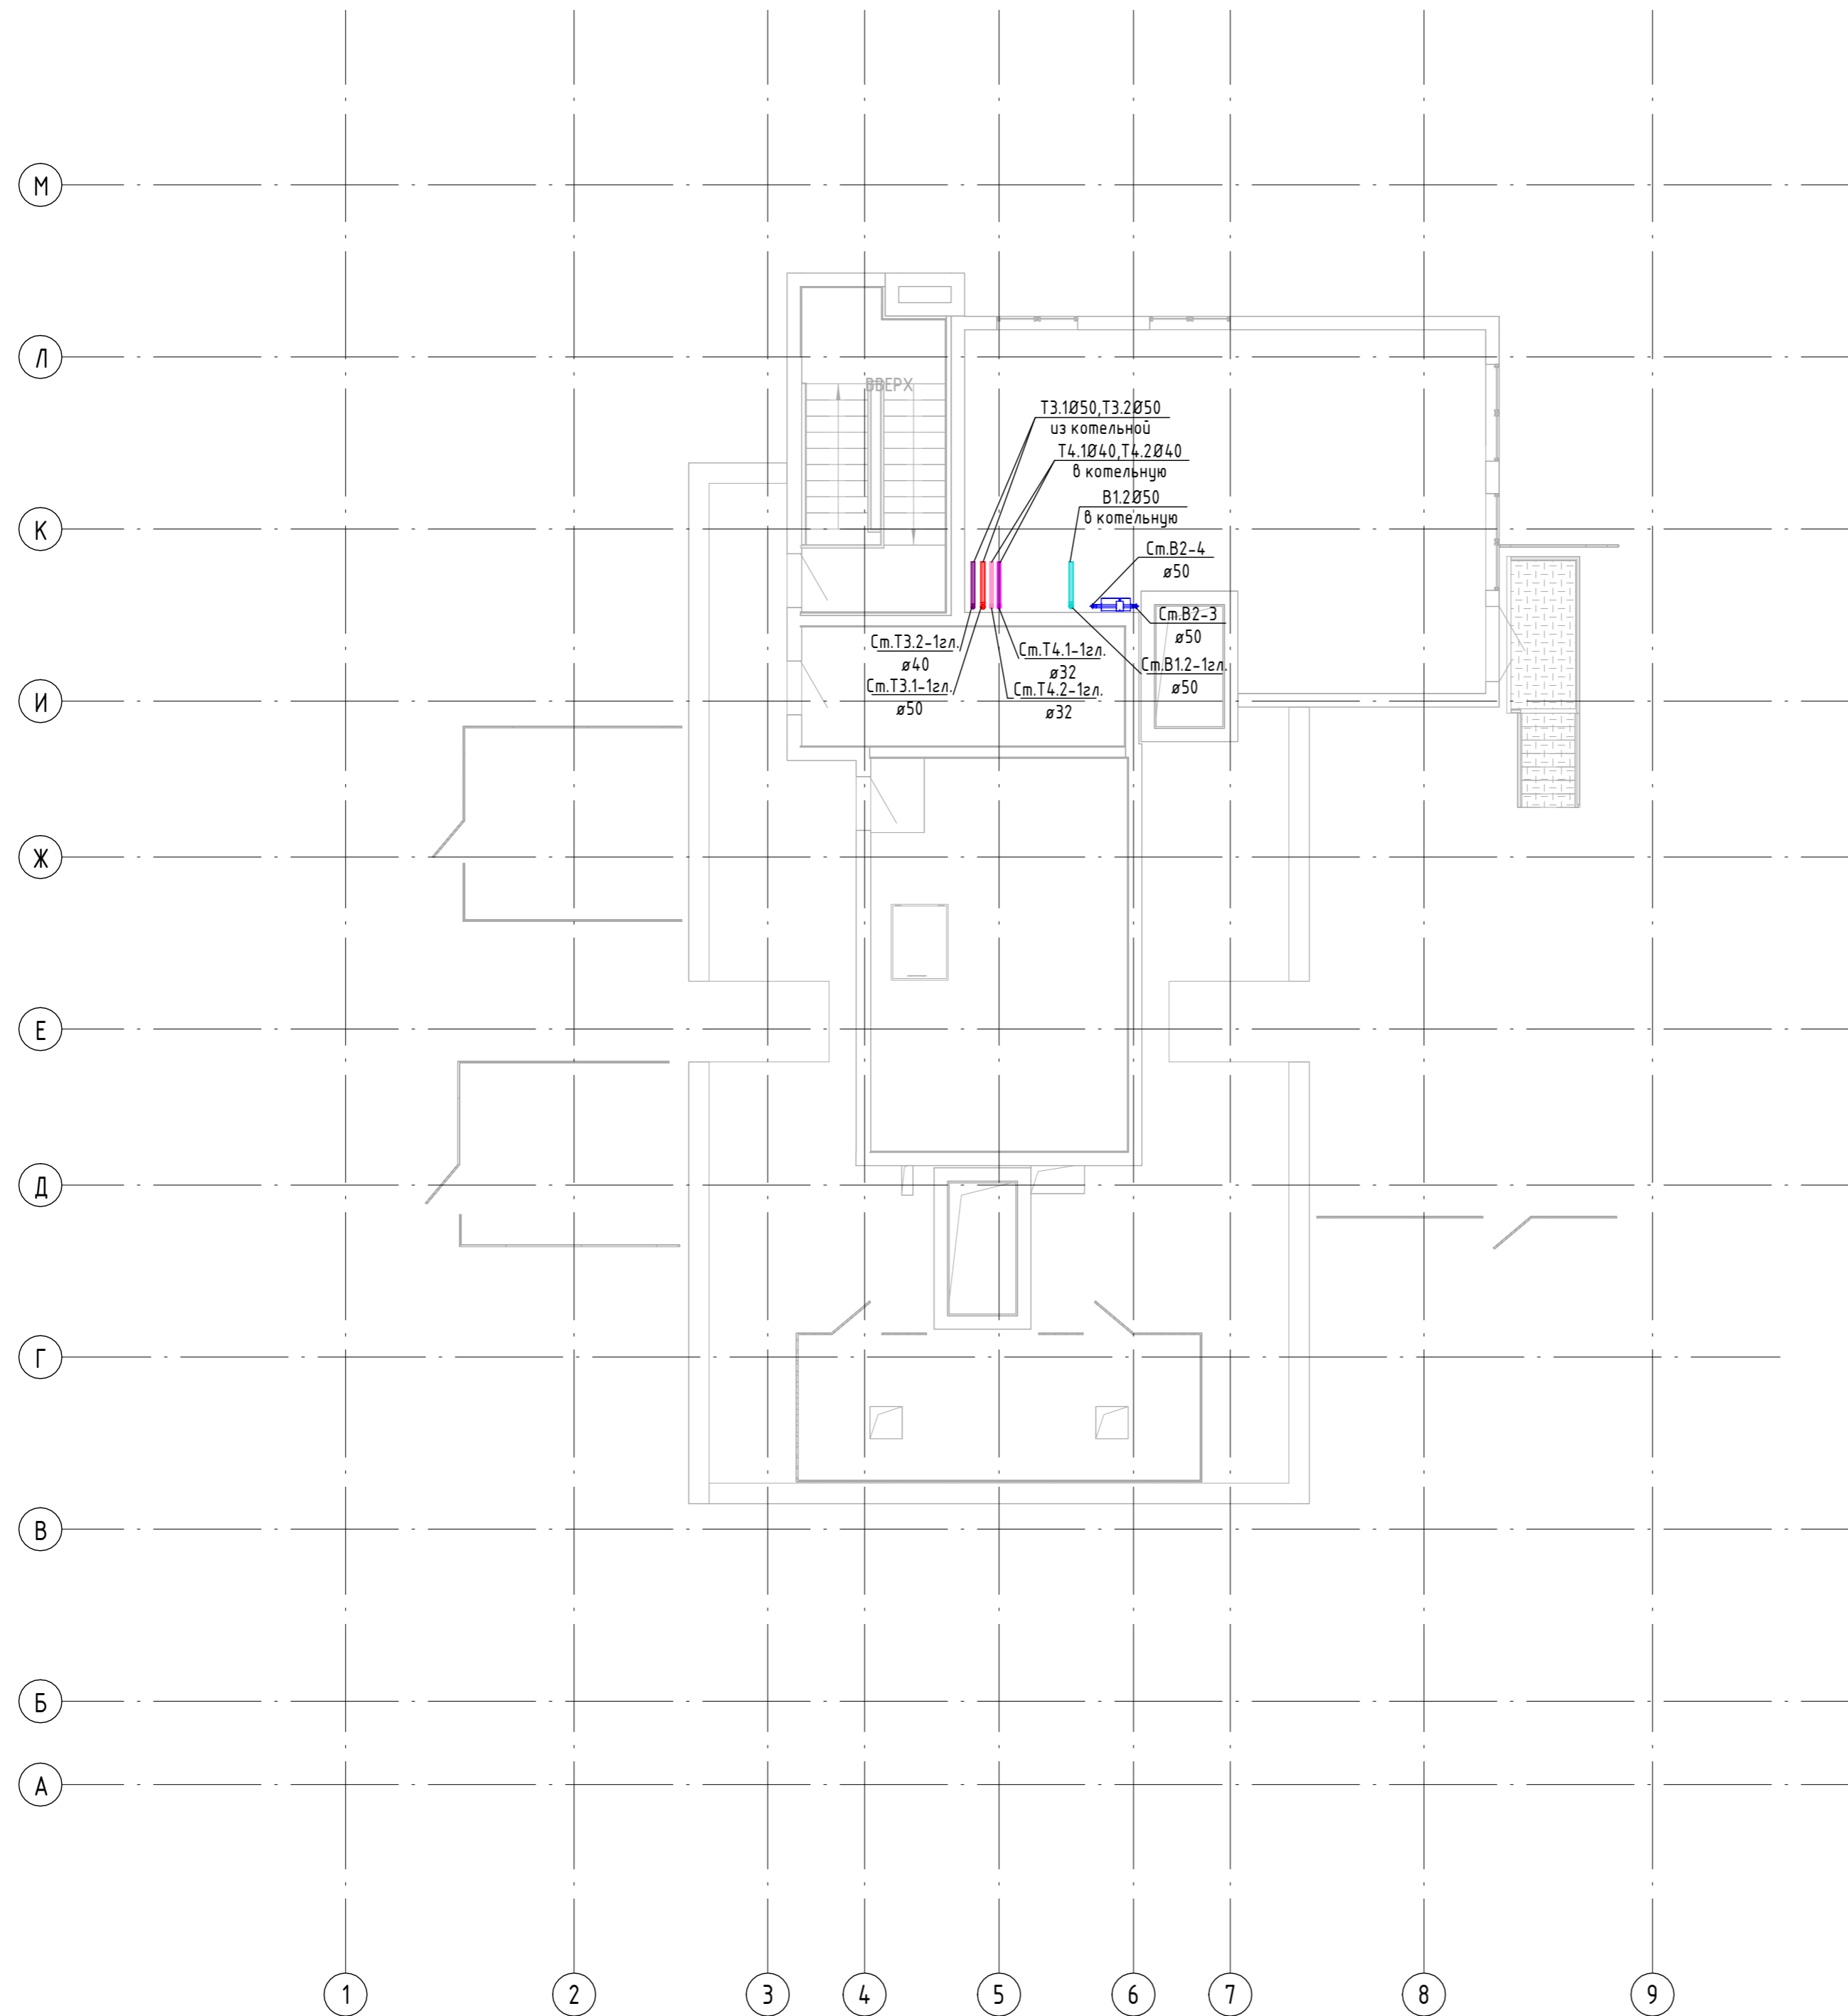 М
Л
ВВЕРХ
Т3.1Ø50,Т3.2Ø50
из котельной
Т4.1Ø40,Т4.2Ø40
в котельную
В1.2Ø50
в котельную
К
Ст.В2-4
ø50
Ст.В2-3
ø50
Ст.Т3.2-1гл.
ø40
Ст.Т4.1-1гл.
ø32
Ст.В1.2-1гл.
ø50
Ст.Т3.1-1гл.
ø50
Ст.Т4.2-1гл.
ø32
И
Ж
Е
Д
Г
В
Б
А
1 2 3 4 5 6 7 8 9